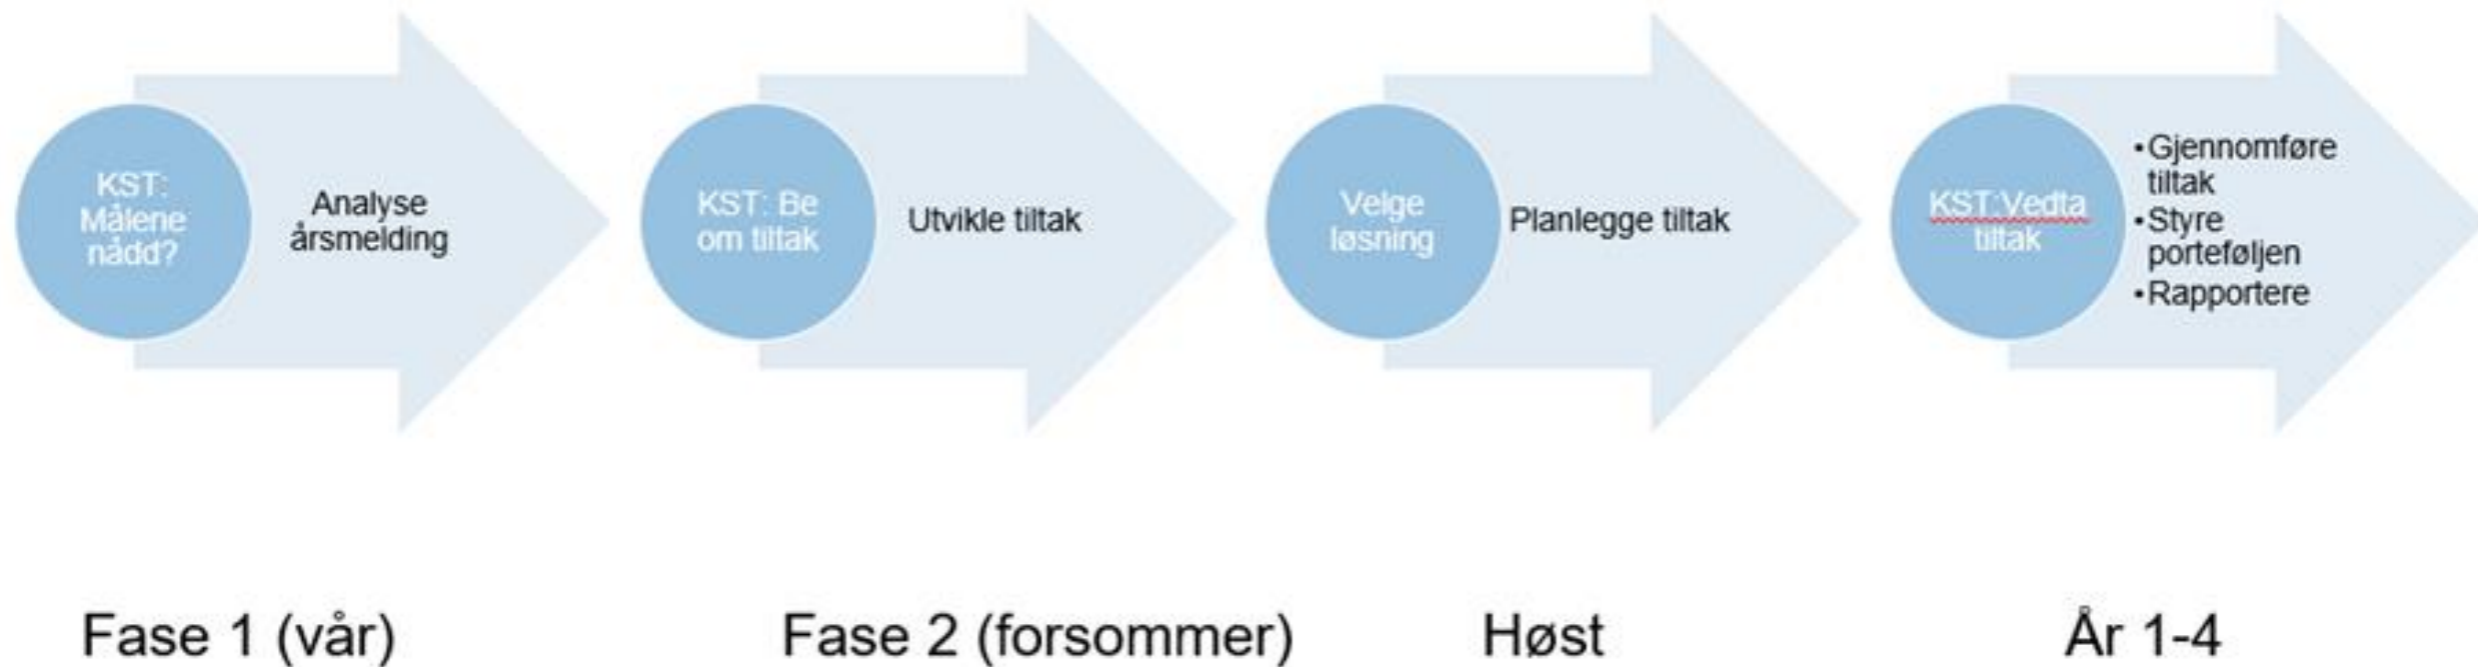 KST:
Målene
nådd?
Analyse
årsmelding
KST: Be
om tiltak
Utvikle tiltak
Velge
løsning
Planlegge tiltak
KST:Vedta
tiltak
•Gjennomføre
tiltak
•Styre
porteføljen
•Rapportere
Fase 1 (vår)
Fase 2 (forsommer)
Høst
År 1-4